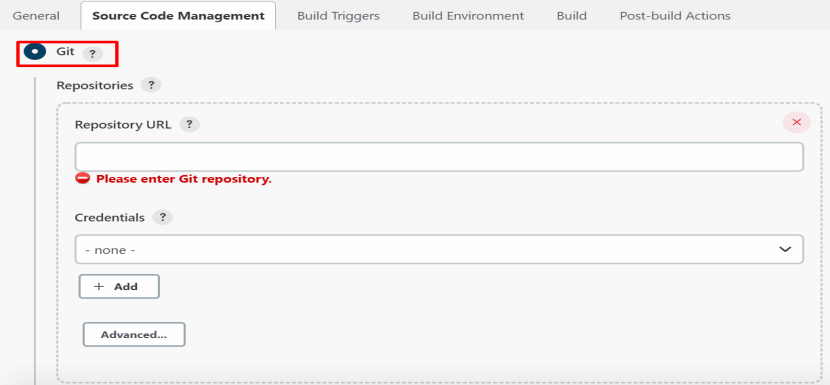 General Source Code Management Build Triggers Build Environment Build Post-build Actions
Git ?
Repositories ?
Repository URL ?
Please enter Git repository.
Credentials ?
- none -
+ Add
Advanced...